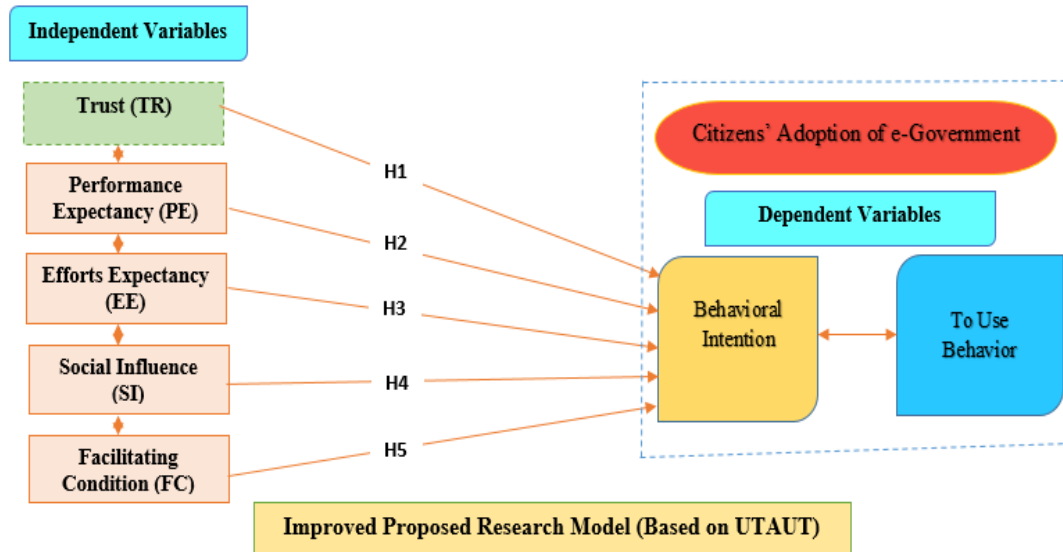 Independent Variables
Trust (TR)
Performance
Expectancy (PE)
Efforts Expectancy
(EE)
Social Influence
(SI)
Facilitating
Condition (FC)
H1
H2
H3
H4
H5
Citizens' Adoption of e-Government
Dependent Variables
Behavioral
Intention
To Use
Behavior
Improved Proposed Research Model (Based on UTAUT)